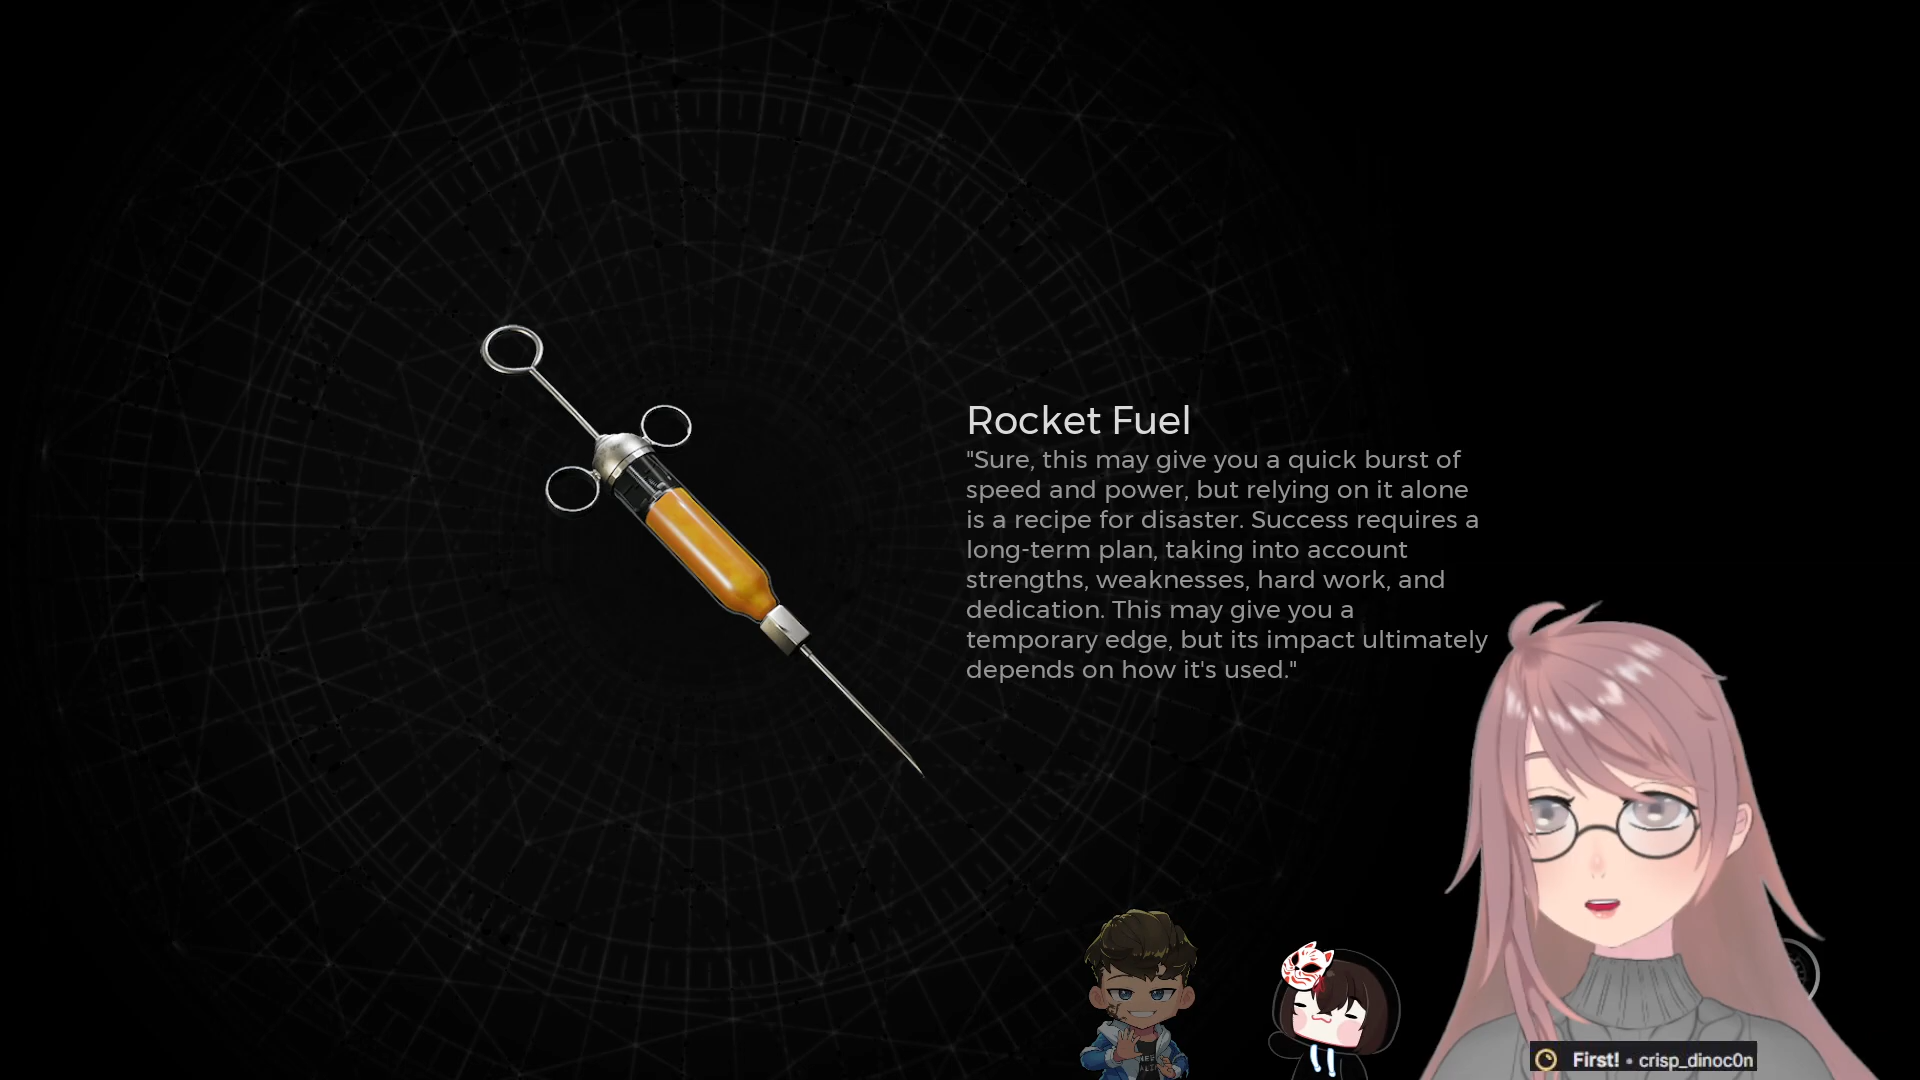 Rocket Fuel
"Sure, this may give you a quick burst of
speed and power, but relying on it alone
is a recipe for disaster. Success requires a
long-term plan, taking into account
strengths, weaknesses, hard work, and
dedication. This may give you a
temporary edge, but its impact ultimately
depends on how it's used."
First! • crisp_dinoc0n